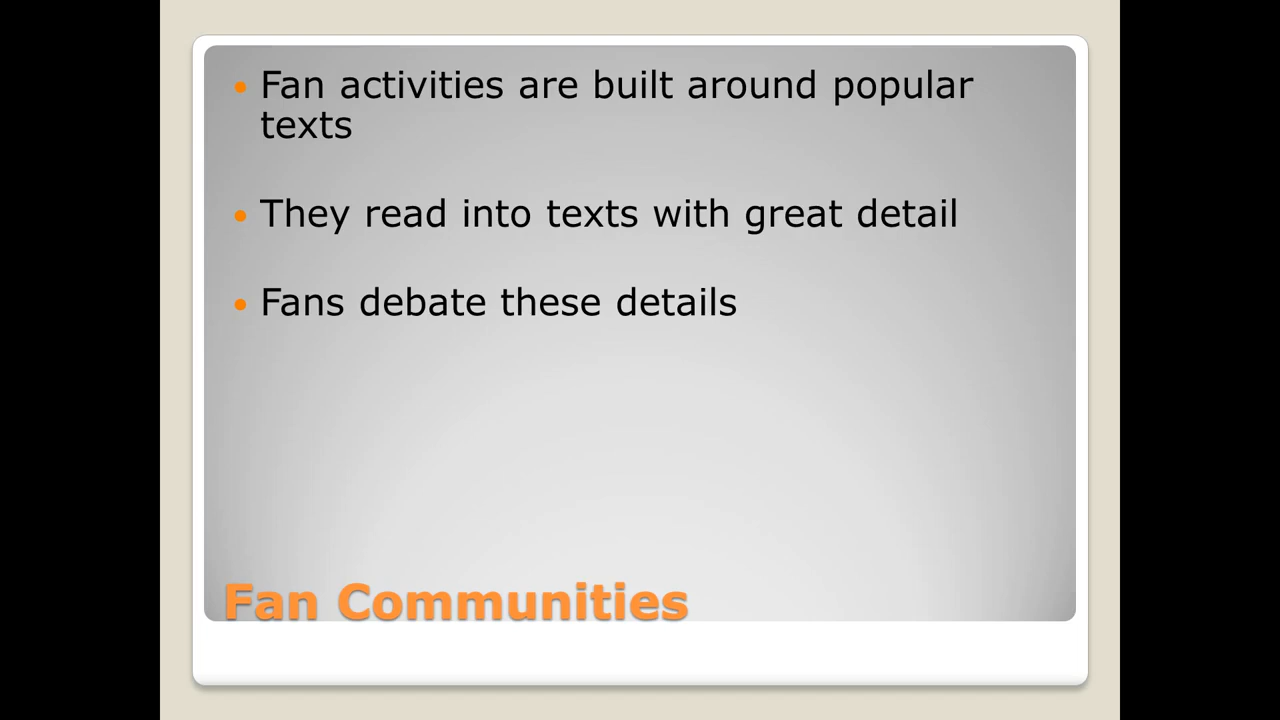 Fan activities are built around popular
texts
They read into texts with great detail
Fans debate these details
Fan Communities